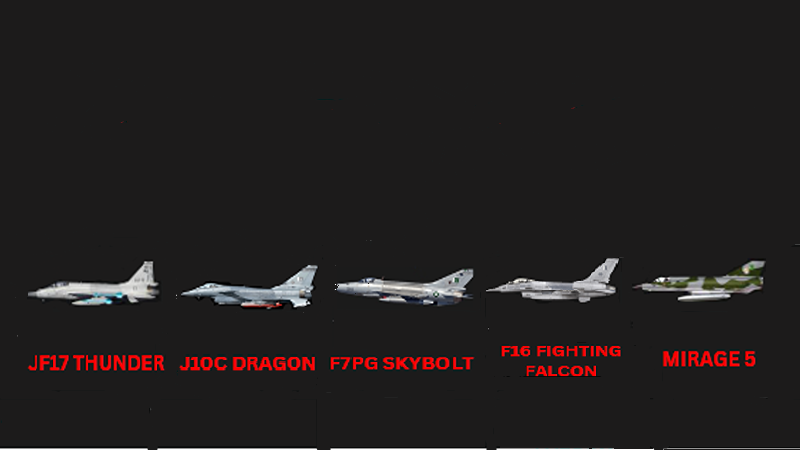 JF17 THUNDER
J10C DRAGON
F7PG SKYBOLT
F16 FIGHTING
FALCON
MIRAGE 5